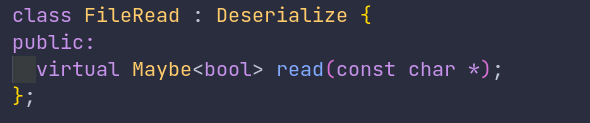 class FileRead : Deserialize {
public:
  virtual Maybe<bool> read(const char *);
};